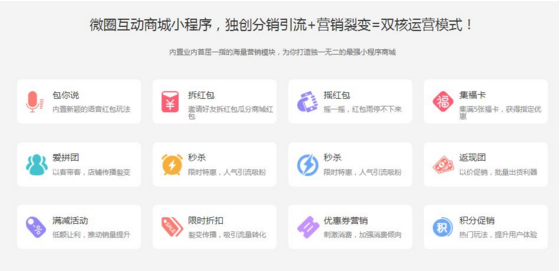 微圈互动商城小程序，独创分销引流+营销裂变=双核运营模式！
内置业内首屈一指的海量营销模块，为你打造独一无二的最强小程序商城
包你说
内置新颖的语音红包玩法
拆红包
邀请好友拆红包瓜分商城红
包
摇红包
摇一摇，红包雨停不下来
集福卡
集满5张福卡，获得指定优
惠
爱拼团
以客带客，店铺传播裂变
秒杀
限时特惠，人气引流吸粉
秒杀
限时特惠，人气引流吸粉
返现团
以价促销，批量出货利器
满减活动
低额让利，推动销量提升
限时折扣
裂变传播，吸引流量转化
优惠券营销
刺激消费，加强消费倾向
积分促销
热门玩法，提升用户体验